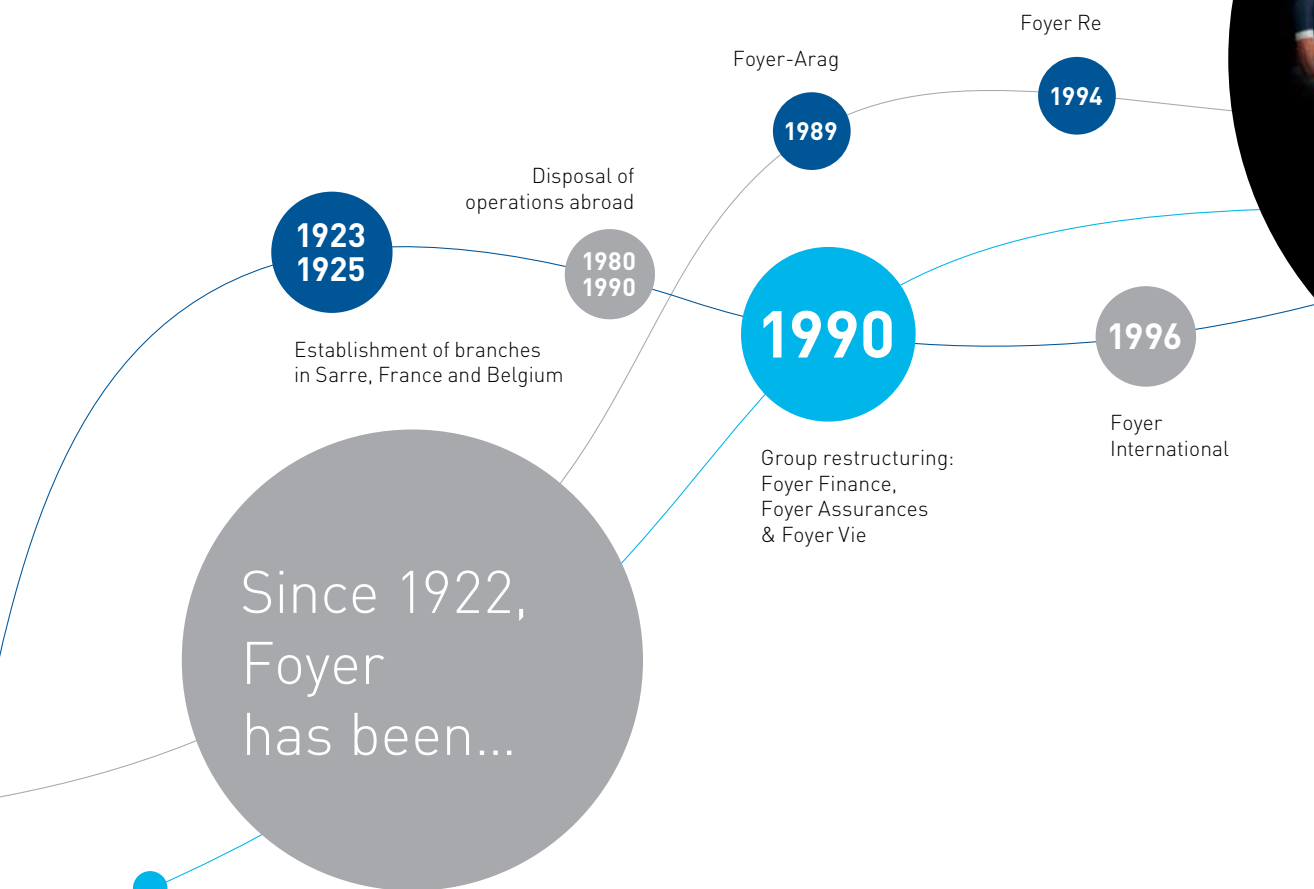 Foyer Re
1994
Foyer-Arag
1989
Disposal of
operations abroad
1980
1990
1923
1925
Establishment of branches
in Sarre, France and Belgium
1990
Group restructuring:
Foyer Finance,
Foyer Assurances
& Foyer Vie
1996
Foyer
International
Since 1922,
Foyer
has been...